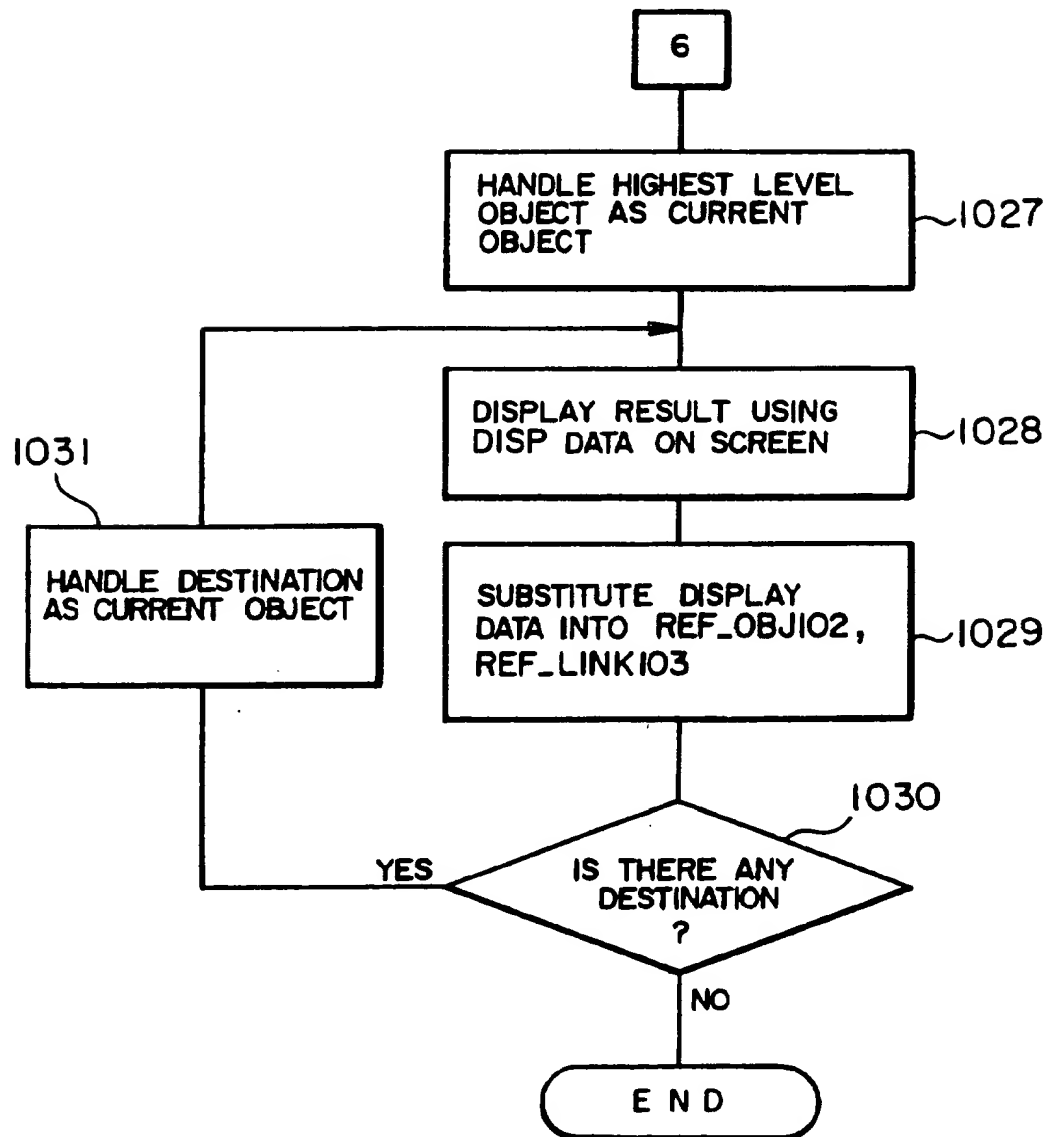 6
HANDLE HIGHEST LEVEL
OBJECT AS CURRENT
OBJECT
1027
DISPLAY RESULT USING
DISP DATA ON SCREEN
1028
1031
HANDLE DESTINATION
AS CURRENT OBJECT
SUBSTITUTE DISPLAY
DATA INTO REF_OBJ102,
REF_LINK103
1029
1030
YES
IS THERE ANY
DESTINATION
?
NO
END